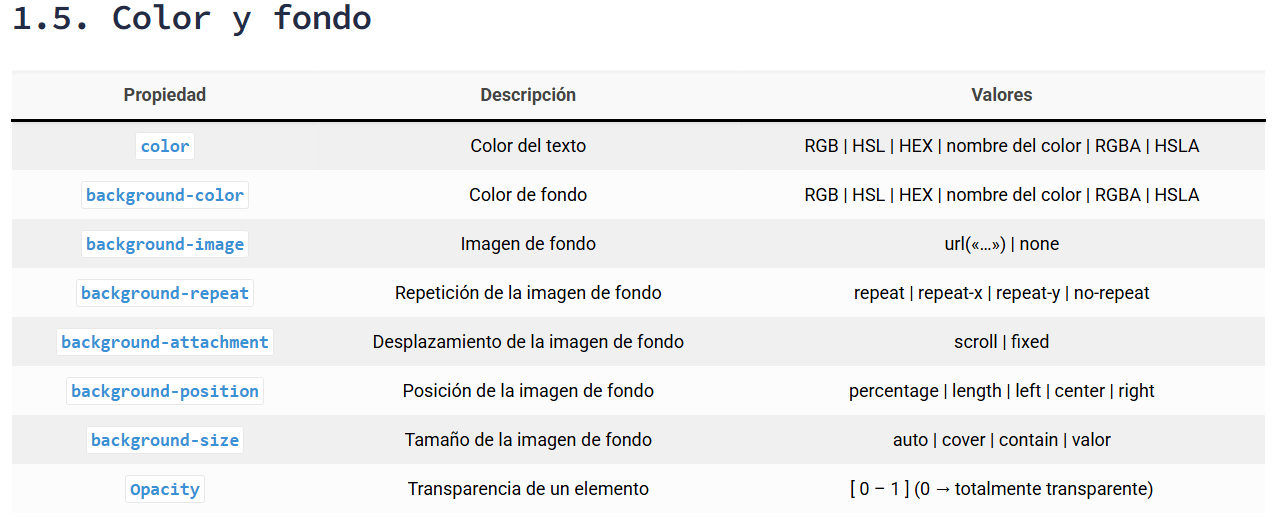 1.5. Color y fondo
Propiedad Descripción Valores
color Color del texto RGB | HSL | HEX | nombre del color | RGBA | HSLA
background-color Color de fondo RGB | HSL | HEX | nombre del color | RGBA | HSLA
background-image Imagen de fondo url(«…») | none
background-repeat Repetición de la imagen de fondo repeat | repeat-x | repeat-y | no-repeat
background-attachment Desplazamiento de la imagen de fondo scroll | fixed
background-position Posición de la imagen de fondo percentage | length | left | center | right
background-size Tamaño de la imagen de fondo auto | cover | contain | valor
Opacity Transparencia de un elemento [ 0 – 1 ] (0 → totalmente transparente)